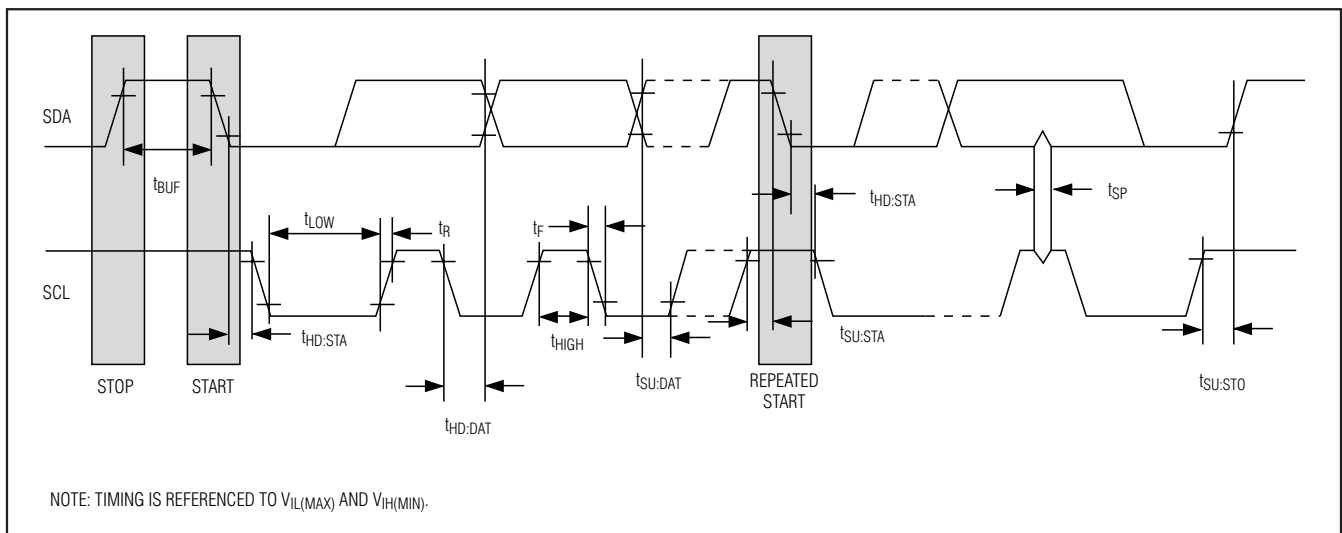 SDA
tBUF
tHD:STA
tSP
tLOW
tR
tF
SCL
tHD:STA
tHIGH
tSU:DAT
tSU:STA
STOP
START
REPEATED
START
tSU:STO
tHD:DAT
NOTE: TIMING IS REFERENCED TO VIL(MAX) AND VIH(MIN).